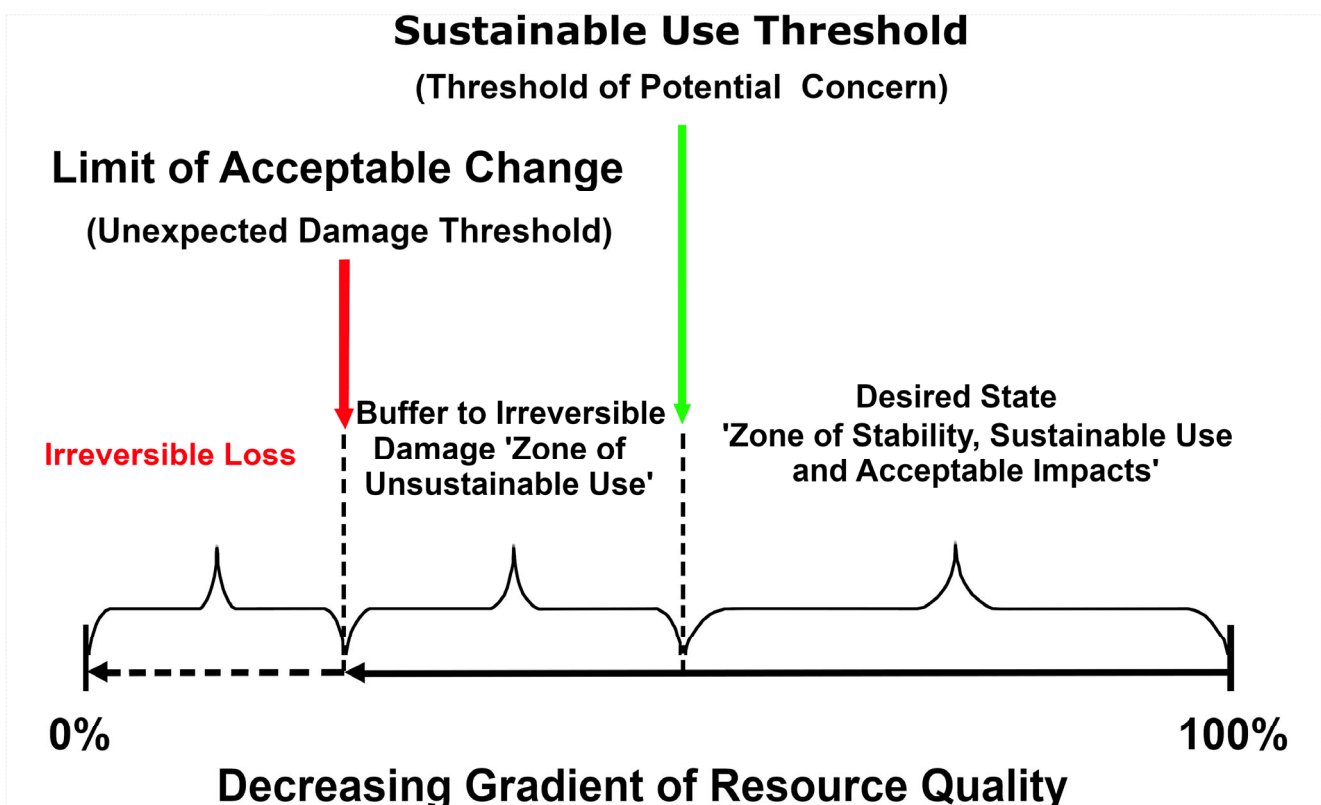 Sustainable Use Threshold
(Threshold of Potential Concern)
Limit of Acceptable Change
(Unexpected Damage Threshold)
Irreversible Loss
Buffer to Irreversible
Damage 'Zone of
Unsustainable Use'
Desired State
'Zone of Stability, Sustainable Use
and Acceptable Impacts'
0%
100%
Decreasing Gradient of Resource Quality